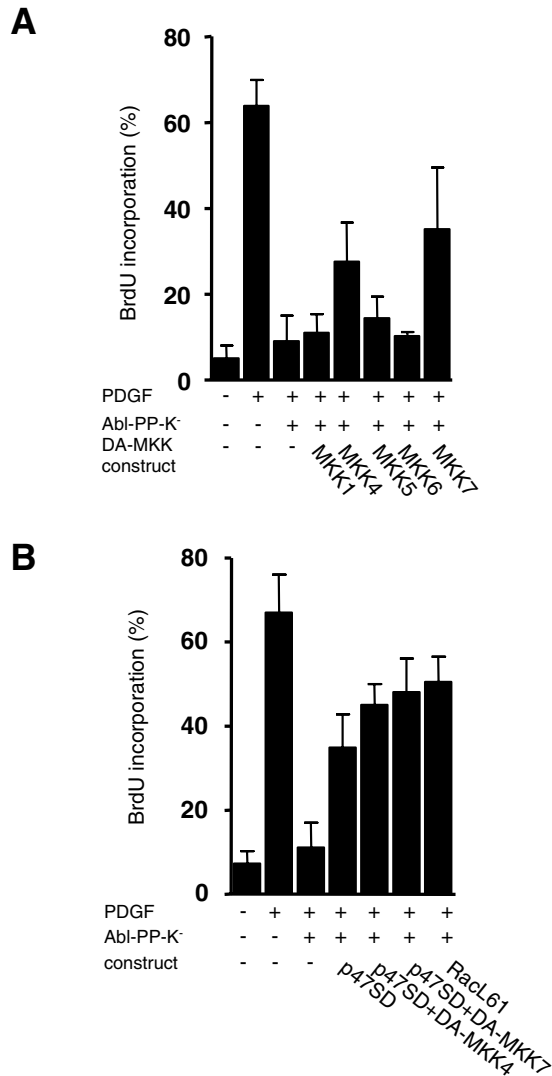 A
BrdU incorporation (%)
80
60
40
20
0
PDGF - + + + + + + +
Abl-PP-K- - - + + + + + +
DA-MKK - - -
construct
MKK1
MKK4
MKK5
MKK6
MKK7
B
BrdU incorporation (%)
80
60
40
20
0
PDGF - + + + + + +
Abl-PP-K- - - + + + + +
construct - - -
p47SD
p47SD+DA-MKK4
p47SD+DA-MKK7
RacL61